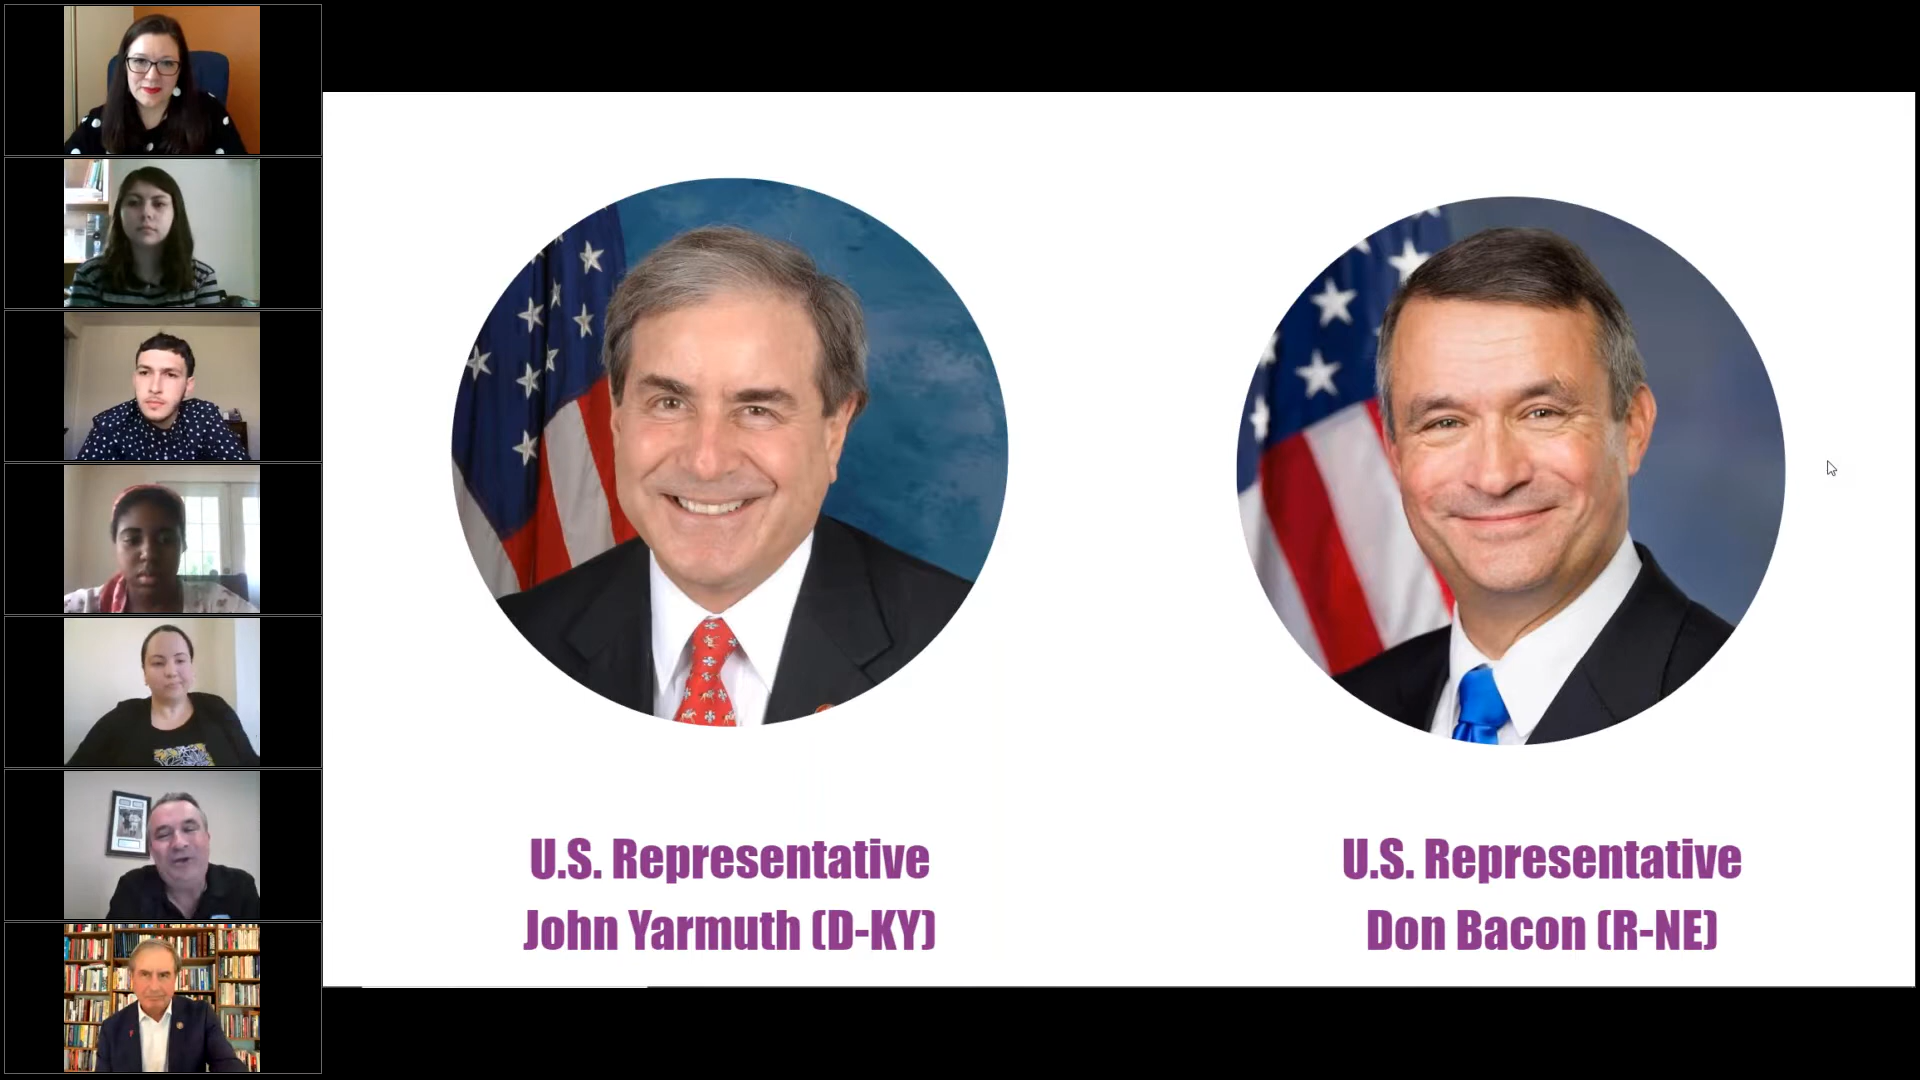 U.S. Representative
John Yarmuth (D-KY)
U.S. Representative
Don Bacon (R-NE)